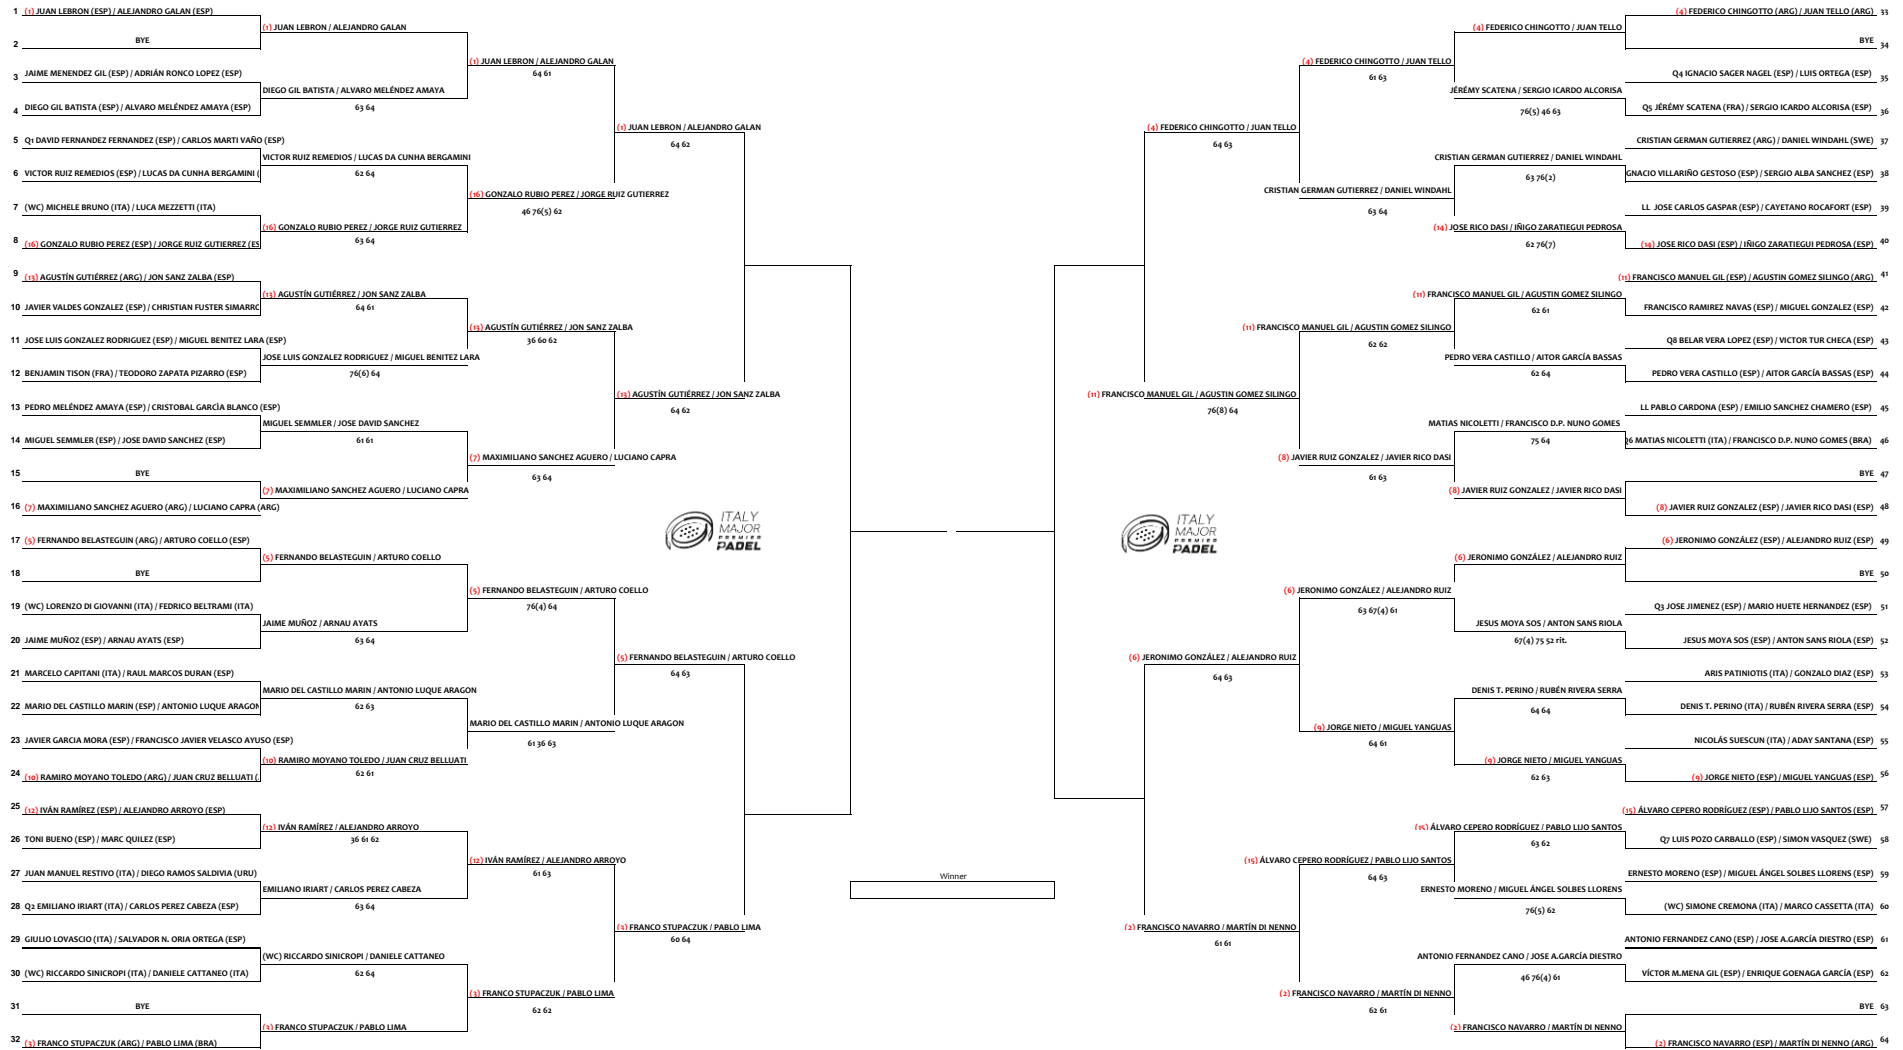 1 (1) JUAN LEBRON (ESP) / ALEJANDRO GALAN (ESP)
2 BYE
3 JAIME MENENDEZ GIL (ESP) / ADRIÁN RONCO LOPEZ (ESP)
4 DIEGO GIL BATISTA (ESP) / ALVARO MELÉNDEZ AMAYA (ESP)
5 Q1 DAVID FERNANDEZ FERNANDEZ (ESP) / CARLOS MARTI VAÑO (ESP)
6 VICTOR RUIZ REMEDIOS (ESP) / LUCAS DA CUNHA BERGAMINI (
7 (WC) MICHELE BRUNO (ITA) / LUCA MEZZETTI (ITA)
8 (16) GONZALO RUBIO PEREZ (ESP) / JORGE RUIZ GUTIERREZ (ES
9 (13) AGUSTÍN GUTIÉRREZ (ARG) / JON SANZ ZALBA (ESP)
10 JAVIER VALDES GONZALEZ (ESP) / CHRISTIAN FUSTER SIMARRO
11 JOSE LUIS GONZALEZ RODRIGUEZ (ESP) / MIGUEL BENITEZ LARA (ESP)
12 BENJAMIN TISON (FRA) / TEODORO ZAPATA PIZARRO (ESP)
13 PEDRO MELÉNDEZ AMAYA (ESP) / CRISTOBAL GARCÌA BLANCO (ESP)
14 MIGUEL SEMMLER (ESP) / JOSE DAVID SANCHEZ (ESP)
15 BYE
16 (7) MAXIMILIANO SANCHEZ AGUERO (ARG) / LUCIANO CAPRA (ARG)
17 (5) FERNANDO BELASTEGUIN (ARG) / ARTURO COELLO (ESP)
18 BYE
19 (WC) LORENZO DI GIOVANNI (ITA) / FEDRICO BELTRAMI (ITA)
20 JAIME MUÑOZ (ESP) / ARNAU AYATS (ESP)
21 MARCELO CAPITANI (ITA) / RAUL MARCOS DURAN (ESP)
22 MARIO DEL CASTILLO MARIN (ESP) / ANTONIO LUQUE ARAGON
23 JAVIER GARCIA MORA (ESP) / FRANCISCO JAVIER VELASCO AYUSO (ESP)
24 (10) RAMIRO MOYANO TOLEDO (ARG) / JUAN CRUZ BELLUATI (
25 (12) IVÁN RAMÍREZ (ESP) / ALEJANDRO ARROYO (ESP)
26 TONI BUENO (ESP) / MARC QUILEZ (ESP)
27 JUAN MANUEL RESTIVO (ITA) / DIEGO RAMOS SALDIVIA (URU)
28 Q2 EMILIANO IRIART (ITA) / CARLOS PEREZ CABEZA (ESP)
29 GIULIO LOVASCIO (ITA) / SALVADOR N. ORIA ORTEGA (ESP)
30 (WC) RICCARDO SINICROPI (ITA) / DANIELE CATTANEO (ITA)
31 BYE
32 (3) FRANCO STUPACZUK (ARG) / PABLO LIMA (BRA)
(1) JUAN LEBRON / ALEJANDRO GALAN
DIEGO GIL BATISTA / ALVARO MELÉNDEZ AMAYA
63 64
VICTOR RUIZ REMEDIOS / LUCAS DA CUNHA BERGAMINI
62 64
(16) GONZALO RUBIO PEREZ / JORGE RUIZ GUTIERREZ
63 64
(13) AGUSTÍN GUTIÉRREZ / JON SANZ ZALBA
64 61
JOSE LUIS GONZALEZ RODRIGUEZ / MIGUEL BENITEZ LARA
76(6) 64
MIGUEL SEMMLER / JOSE DAVID SANCHEZ
61 61
(7) MAXIMILIANO SANCHEZ AGUERO / LUCIANO CAPRA
(5) FERNANDO BELASTEGUIN / ARTURO COELLO
JAIME MUÑOZ / ARNAU AYATS
63 64
MARIO DEL CASTILLO MARIN / ANTONIO LUQUE ARAGON
62 63
(10) RAMIRO MOYANO TOLEDO / JUAN CRUZ BELLUATI
62 61
(12) IVÁN RAMÍREZ / ALEJANDRO ARROYO
36 61 62
EMILIANO IRIART / CARLOS PEREZ CABEZA
63 64
(WC) RICCARDO SINICROPI / DANIELE CATTANEO
62 64
(3) FRANCO STUPACZUK / PABLO LIMA
(1) JUAN LEBRON / ALEJANDRO GALAN
64 61
(16) GONZALO RUBIO PEREZ / JORGE RUIZ GUTIERREZ
46 76(5) 62
(13) AGUSTÍN GUTIÉRREZ / JON SANZ ZALBA
36 60 62
(7) MAXIMILIANO SANCHEZ AGUERO / LUCIANO CAPRA
63 64
(5) FERNANDO BELASTEGUIN / ARTURO COELLO
76(4) 64
MARIO DEL CASTILLO MARIN / ANTONIO LUQUE ARAGON
61 36 63
(12) IVÁN RAMÍREZ / ALEJANDRO ARROYO
61 63
(3) FRANCO STUPACZUK / PABLO LIMA
62 62
(1) JUAN LEBRON / ALEJANDRO GALAN
64 62
(13) AGUSTÍN GUTIÉRREZ / JON SANZ ZALBA
64 62
(5) FERNANDO BELASTEGUIN / ARTURO COELLO
64 63
(3) FRANCO STUPACZUK / PABLO LIMA
60 64
ITALY
MAJOR
PREMIER
PADEL
Winner
ITALY
MAJOR
PREMIER
PADEL
(4) FEDERICO CHINGOTTO / JUAN TELLO
64 63
(11) FRANCISCO MANUEL GIL / AGUSTIN GOMEZ SILINGO
76(8) 64
(6) JERONIMO GONZÁLEZ / ALEJANDRO RUIZ
64 63
(2) FRANCISCO NAVARRO / MARTÍN DI NENNO
61 61
(4) FEDERICO CHINGOTTO / JUAN TELLO
61 63
CRISTIAN GERMAN GUTIERREZ / DANIEL WINDAHL
63 64
(11) FRANCISCO MANUEL GIL / AGUSTIN GOMEZ SILINGO
62 62
(8) JAVIER RUIZ GONZALEZ / JAVIER RICO DASI
61 63
(6) JERONIMO GONZÁLEZ / ALEJANDRO RUIZ
63 67(4) 61
(9) JORGE NIETO / MIGUEL YANGUAS
64 61
(15) ÁLVARO CEPERO RODRÍGUEZ / PABLO LIJO SANTOS
64 63
(2) FRANCISCO NAVARRO / MARTÍN DI NENNO
62 61
(4) FEDERICO CHINGOTTO / JUAN TELLO
JÉRÉMY SCATENA / SERGIO ICARDO ALCORISA
76(5) 46 63
CRISTIAN GERMAN GUTIERREZ / DANIEL WINDAHL
63 76(2)
(14) JOSE RICO DASI / IÑIGO ZARATIEGUI PEDROSA
62 76(7)
(11) FRANCISCO MANUEL GIL / AGUSTIN GOMEZ SILINGO
62 61
PEDRO VERA CASTILLO / AITOR GARCÍA BASSAS
62 64
MATIAS NICOLETTI / FRANCISCO D.P. NUNO GOMES
75 64
(8) JAVIER RUIZ GONZALEZ / JAVIER RICO DASI
(6) JERONIMO GONZÁLEZ / ALEJANDRO RUIZ
JESUS MOYA SOS / ANTON SANS RIOLA
67(4) 75 52 rit.
DENIS T. PERINO / RUBÉN RIVERA SERRA
64 64
(9) JORGE NIETO / MIGUEL YANGUAS
62 63
(15) ÁLVARO CEPERO RODRÍGUEZ / PABLO LIJO SANTOS
63 62
ERNESTO MORENO / MIGUEL ÁNGEL SOLBES LLORENS
76(5) 62
ANTONIO FERNANDEZ CANO / JOSE A.GARCÍA DIESTRO
46 76(4) 61
(2) FRANCISCO NAVARRO / MARTÍN DI NENNO
(4) FEDERICO CHINGOTTO (ARG) / JUAN TELLO (ARG) 33
BYE 34
Q4 IGNACIO SAGER NAGEL (ESP) / LUIS ORTEGA (ESP) 35
Q5 JÉRÉMY SCATENA (FRA) / SERGIO ICARDO ALCORISA (ESP) 36
CRISTIAN GERMAN GUTIERREZ (ARG) / DANIEL WINDAHL (SWE) 37
GNACIO VILLARIÑO GESTOSO (ESP) / SERGIO ALBA SANCHEZ (ESP) 38
LL JOSE CARLOS GASPAR (ESP) / CAYETANO ROCAFORT (ESP) 39
(14) JOSE RICO DASI (ESP) / IÑIGO ZARATIEGUI PEDROSA (ESP) 40
(11) FRANCISCO MANUEL GIL (ESP) / AGUSTIN GOMEZ SILINGO (ARG) 41
FRANCISCO RAMIREZ NAVAS (ESP) / MIGUEL GONZALEZ (ESP) 42
Q8 BELAR VERA LOPEZ (ESP) / VICTOR TUR CHECA (ESP) 43
PEDRO VERA CASTILLO (ESP) / AITOR GARCÍA BASSAS (ESP) 44
LL PABLO CARDONA (ESP) / EMILIO SANCHEZ CHAMERO (ESP) 45
Q6 MATIAS NICOLETTI (ITA) / FRANCISCO D.P. NUNO GOMES (BRA) 46
BYE 47
(8) JAVIER RUIZ GONZALEZ (ESP) / JAVIER RICO DASI (ESP) 48
(6) JERONIMO GONZÁLEZ (ESP) / ALEJANDRO RUIZ (ESP) 49
BYE 50
Q3 JOSE JIMENEZ (ESP) / MARIO HUETE HERNANDEZ (ESP) 51
JESUS MOYA SOS (ESP) / ANTON SANS RIOLA (ESP) 52
ARIS PATINIOTIS (ITA) / GONZALO DIAZ (ESP) 53
DENIS T. PERINO (ITA) / RUBÉN RIVERA SERRA (ESP) 54
NICOLÁS SUESCUN (ITA) / ADAY SANTANA (ESP) 55
(9) JORGE NIETO (ESP) / MIGUEL YANGUAS (ESP) 56
(15) ÁLVARO CEPERO RODRÍGUEZ (ESP) / PABLO LIJO SANTOS (ESP) 57
Q7 LUIS POZO CARBALLO (ESP) / SIMON VASQUEZ (SWE) 58
ERNESTO MORENO (ESP) / MIGUEL ÁNGEL SOLBES LLORENS (ESP) 59
(WC) SIMONE CREMONA (ITA) / MARCO CASSETTA (ITA) 60
ANTONIO FERNANDEZ CANO (ESP) / JOSE A.GARCÍA DIESTRO (ESP) 61
VÍCTOR M.MENA GIL (ESP) / ENRIQUE GOENAGA GARCÍA (ESP) 62
BYE 63
(2) FRANCISCO NAVARRO (ESP) / MARTÍN DI NENNO (ARG) 64